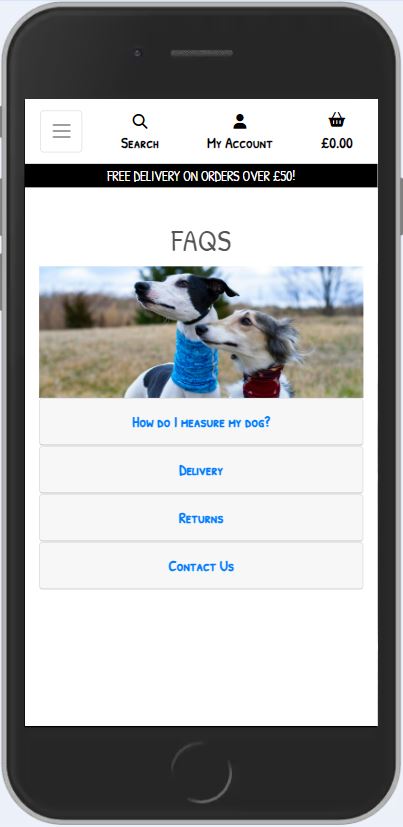 Search
My Account
£0.00
FREE DELIVERY ON ORDERS OVER £50!
FAQS
How do I measure my dog?
Delivery
Returns
Contact Us